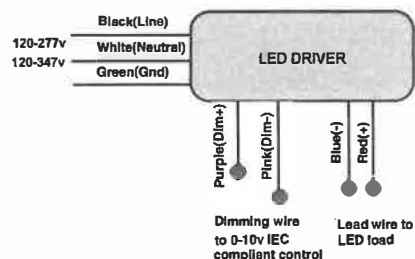 Black(Line)
120-277v
White(Neutral)
120-347v
Green(Gnd)
LED DRIVER
Purple(Dim+)
Pink(Dim-)
Blue(-)
Red(+)
Dimming wire
to 0-10v IEC
compliant control
Lead wire to
LED load